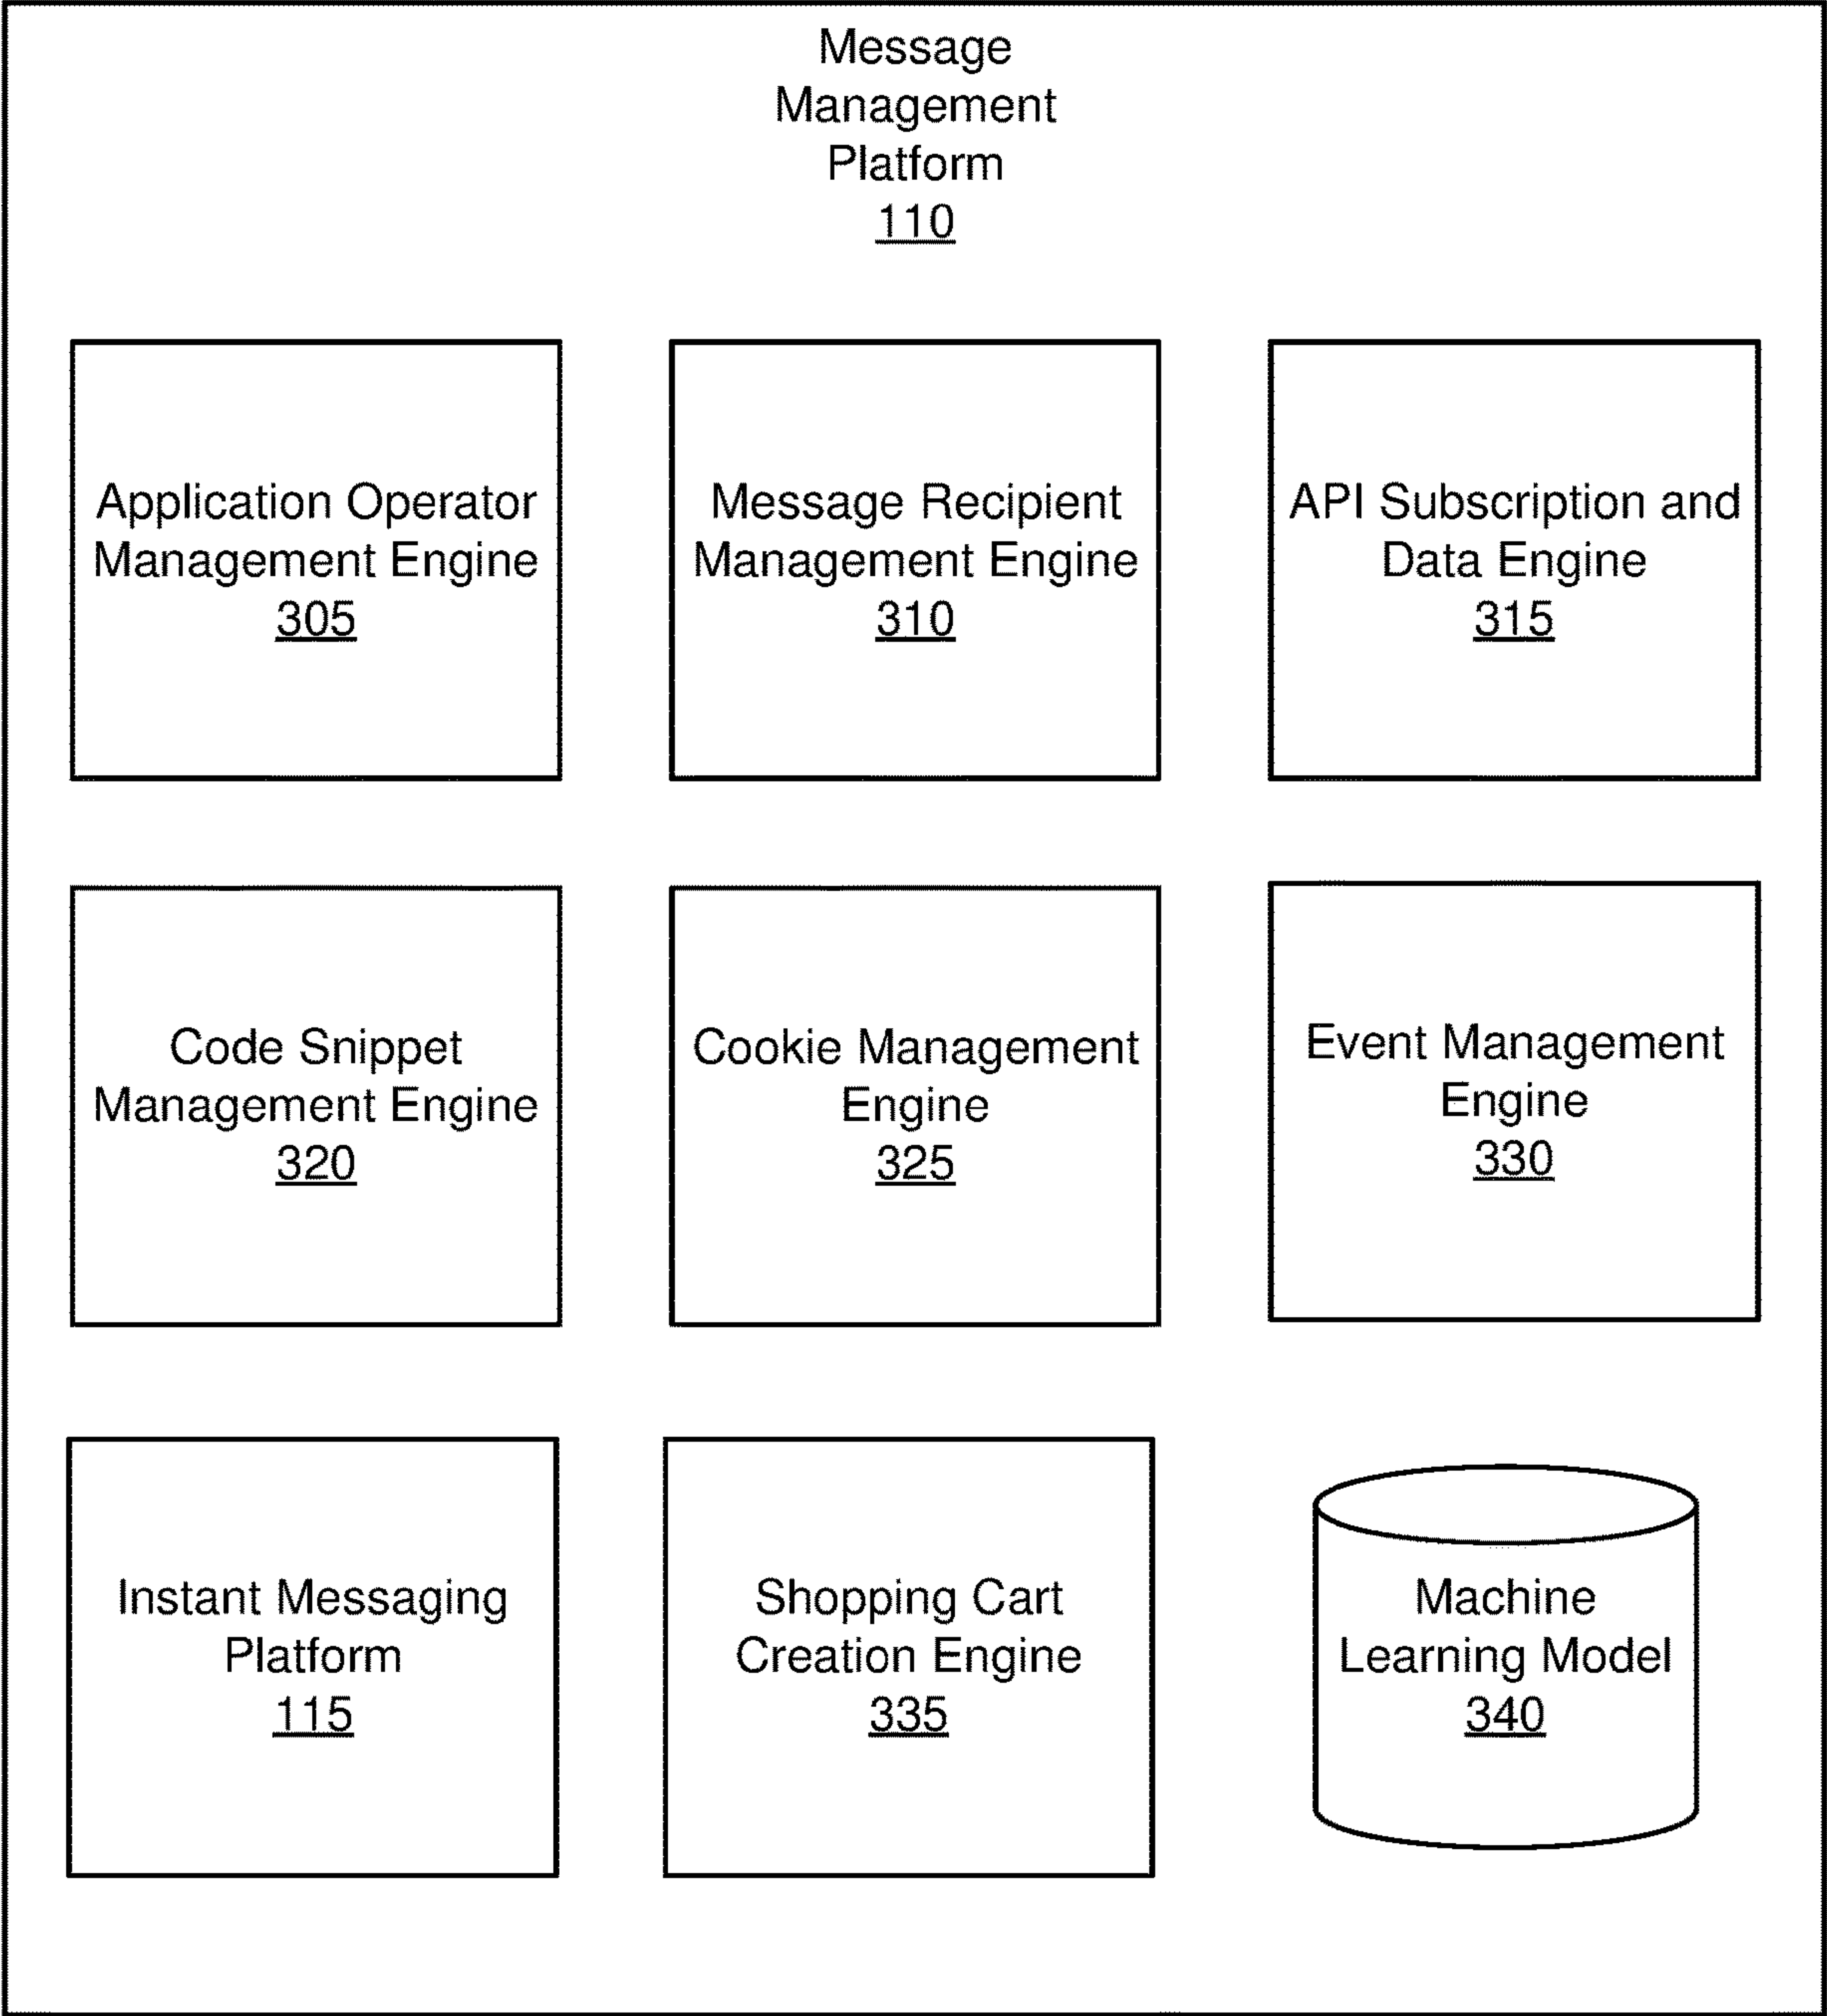 Message
Management
Platform
110
Application Operator
Management Engine
305
Message Recipient
Management Engine
310
API Subscription and
Data Engine
315
Code Snippet
Management Engine
320
Cookie Management
Engine
325
Event Management
Engine
330
Instant Messaging
Platform
115
Shopping Cart
Creation Engine
335
Machine
Learning Model
340